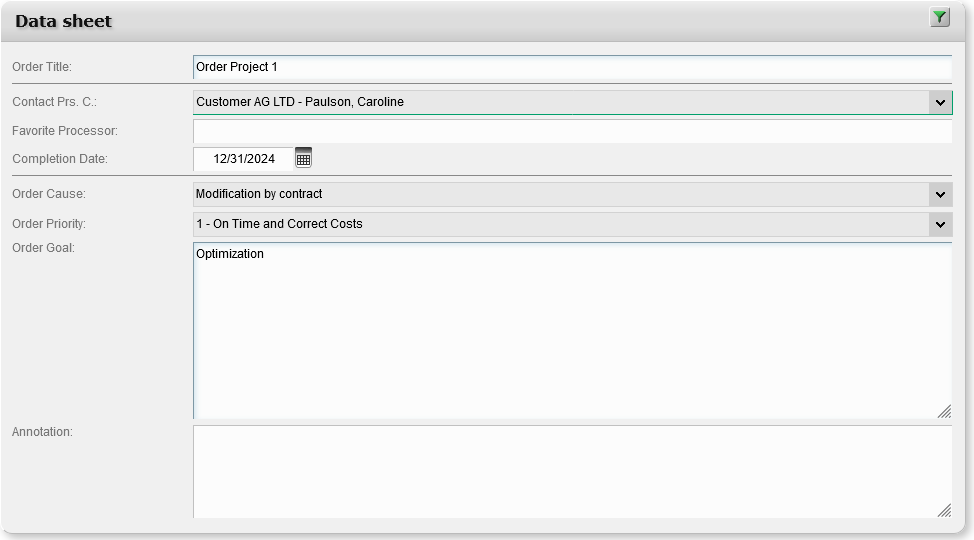 Data sheet
Order Title: Order Project 1
Contact Prs. C.: Customer AG LTD - Paulson, Caroline
Favorite Processor:
Completion Date: 12/31/2024
Order Cause: Modification by contract
Order Priority: 1 - On Time and Correct Costs
Order Goal: Optimization
Annotation: